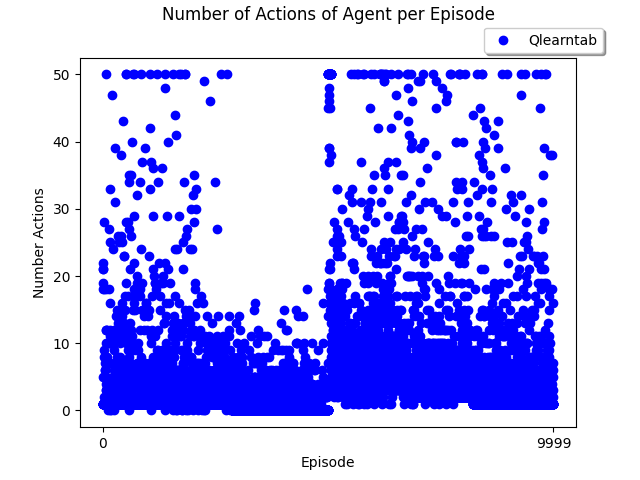 Number of Actions of Agent per Episode
Qlearntab
50
40
30
20
10
0
Number Actions
0
9999
Episode